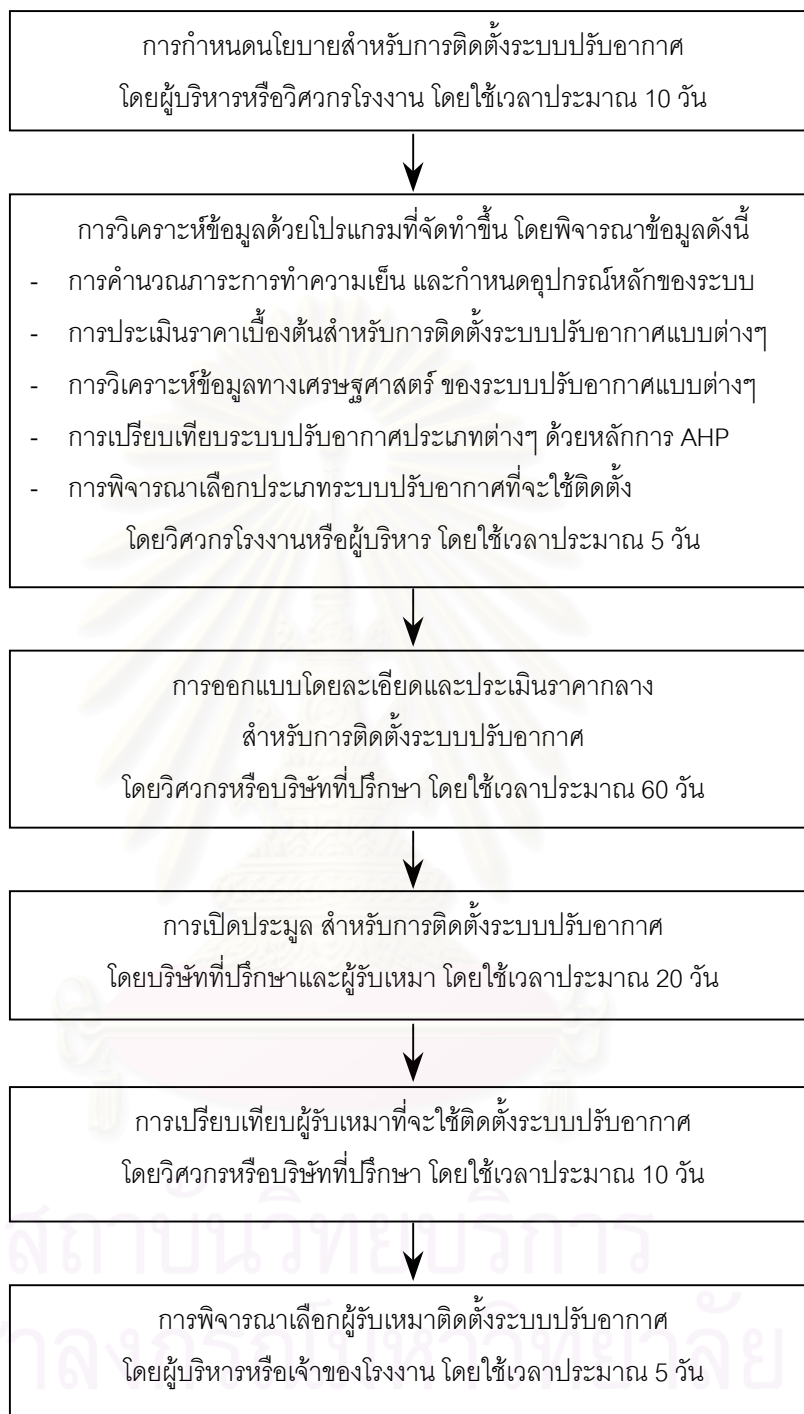 การกำหนดนโยบายสำหรับการติดตั้งระบบปรับอากาศ
โดยผู้บริหารหรือวิศวกรโรงงาน โดยใช้เวลาประมาณ 10 วัน
การวิเคราะห์ข้อมูลด้วยโปรแกรมที่จัดทำขึ้น โดยพิจารณาข้อมูลดังนี้
- การคำนวณภาระการทำความเย็น และกำหนดอุปกรณ์หลักของระบบ
- การประเมินราคาเบื้องต้นสำหรับการติดตั้งระบบปรับอากาศแบบต่างๆ
- การวิเคราะห์ข้อมูลทางเศรษฐศาสตร์ ของระบบปรับอากาศแบบต่างๆ
- การเปรียบเทียบระบบปรับอากาศประเภทต่างๆ ด้วยหลักการ AHP
- การพิจารณาเลือกประเภทระบบปรับอากาศที่จะใช้ติดตั้ง
โดยวิศวกรโรงงานหรือผู้บริหาร โดยใช้เวลาประมาณ 5 วัน
การออกแบบโดยละเอียดและประเมินราคากลาง
สำหรับการติดตั้งระบบปรับอากาศ
โดยวิศวกรหรือบริษัทที่ปรึกษา โดยใช้เวลาประมาณ 60 วัน
การเปิดประมูล สำหรับการติดตั้งระบบปรับอากาศ
โดยบริษัทที่ปรึกษาและผู้รับเหมา โดยใช้เวลาประมาณ 20 วัน
การเปรียบเทียบผู้รับเหมาที่จะใช้ติดตั้งระบบปรับอากาศ
โดยวิศวกรหรือบริษัทที่ปรึกษา โดยใช้เวลาประมาณ 10 วัน
สถาบันวิทยบริการ
การพิจารณาเลือกผู้รับเหมาติดตั้งระบบปรับอากาศ
โดยผู้บริหารหรือเจ้าของโรงงาน โดยใช้เวลาประมาณ 5 วัน